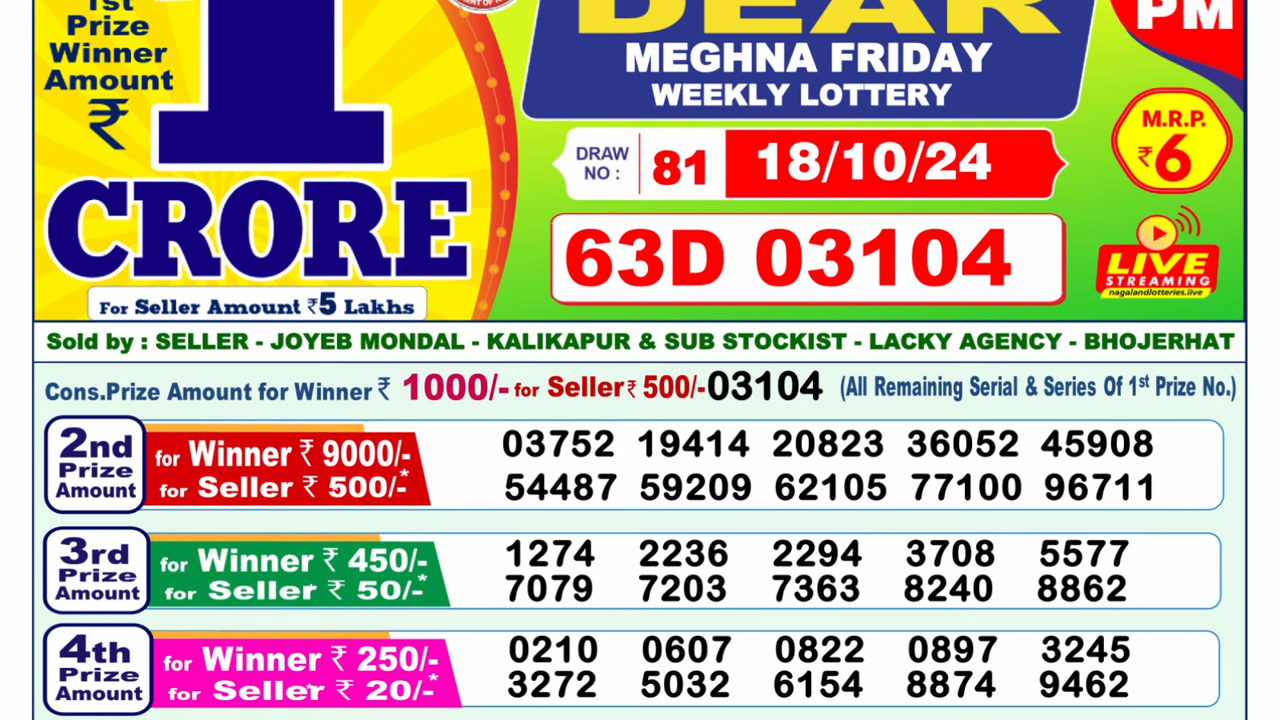 1st
Prize
Winner
Amount
₹
1
CRORE
For Seller Amount ₹5 Lakhs
DEAR
MEGHNA FRIDAY
WEEKLY LOTTERY
DRAW NO : 81 18/10/24
63D 03104
PM
M.R.P.
₹6
LIVE
STREAMING
nagalandlotteries.live
Sold by : SELLER - JOYEB MONDAL - KALIKAPUR & SUB STOCKIST - LACKY AGENCY - BHOJERHAT
Cons.Prize Amount for Winner ₹ 1000/- for Seller ₹ 500/- 03104 (All Remaining Serial & Series Of 1st Prize No.)
2nd
Prize
Amount
for Winner ₹ 9000/-
for Seller ₹ 500/-*
03752 19414 20823 36052 45908
54487 59209 62105 77100 96711
3rd
Prize
Amount
for Winner ₹ 450/-
for Seller ₹ 50/-*
1274 2236 2294 3708 5577
7079 7203 7363 8240 8862
4th
Prize
Amount
for Winner ₹ 250/-
for Seller ₹ 20/-*
0210 0607 0822 0897 3245
3272 5032 6154 8874 9462